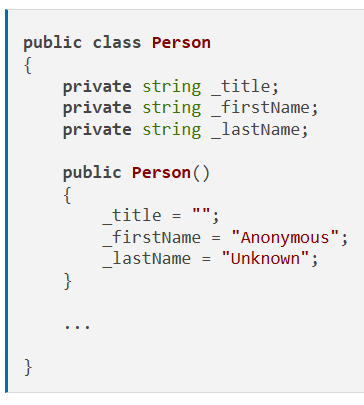 public class Person
{
    private string _title;
    private string _firstName;
    private string _lastName;

    public Person()
    {
        _title = "";
        _firstName = "Anonymous";
        _lastName = "Unknown";
    }

    ...

}